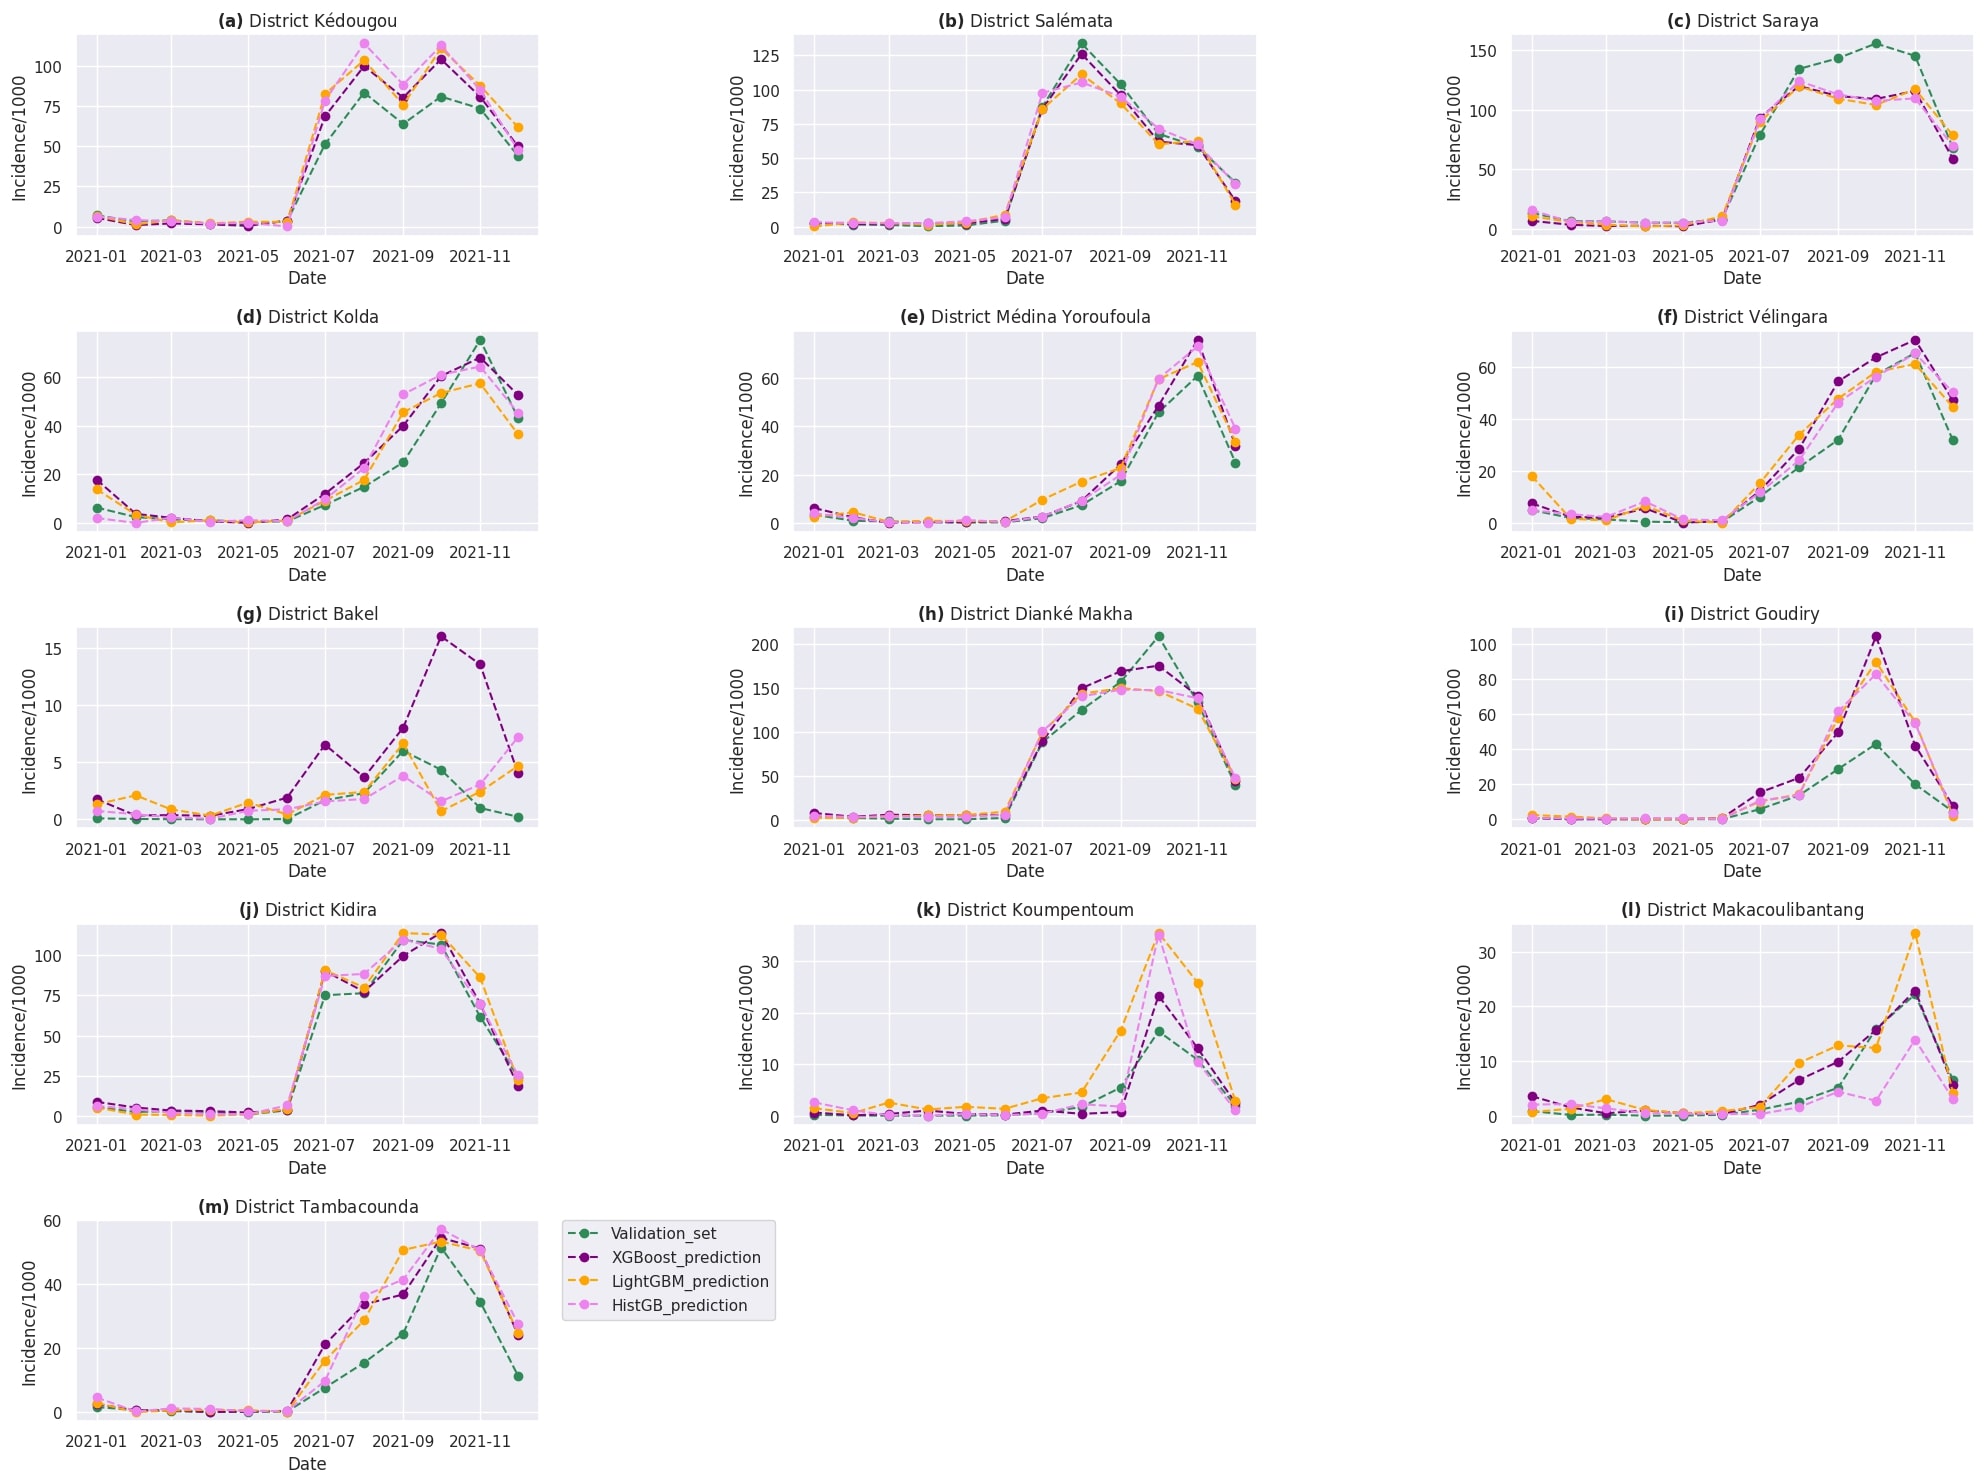 (a) District Kédougou
(b) District Salémata
(c) District Saraya
Incidence/1000
100
75
50
25
0
2021-01 2021-03 2021-05 2021-07 2021-09 2021-11
Date
Incidence/1000
125
100
75
50
25
0
2021-01 2021-03 2021-05 2021-07 2021-09 2021-11
Date
Incidence/1000
150
100
50
0
2021-01 2021-03 2021-05 2021-07 2021-09 2021-11
Date
(d) District Kolda
(e) District Médina Yoroufoula
(f) District Vélingara
Incidence/1000
60
40
20
0
2021-01 2021-03 2021-05 2021-07 2021-09 2021-11
Date
Incidence/1000
60
40
20
0
2021-01 2021-03 2021-05 2021-07 2021-09 2021-11
Date
Incidence/1000
60
40
20
0
2021-01 2021-03 2021-05 2021-07 2021-09 2021-11
Date
(g) District Bakel
(h) District Dianké Makha
(i) District Goudiry
Incidence/1000
15
10
5
0
2021-01 2021-03 2021-05 2021-07 2021-09 2021-11
Date
Incidence/1000
200
150
100
50
0
2021-01 2021-03 2021-05 2021-07 2021-09 2021-11
Date
Incidence/1000
100
80
60
40
20
0
2021-01 2021-03 2021-05 2021-07 2021-09 2021-11
Date
(j) District Kidira
(k) District Koumpentoum
(l) District Makacoulibantang
Incidence/1000
100
75
50
25
0
2021-01 2021-03 2021-05 2021-07 2021-09 2021-11
Date
Incidence/1000
30
20
10
0
2021-01 2021-03 2021-05 2021-07 2021-09 2021-11
Date
Incidence/1000
30
20
10
0
2021-01 2021-03 2021-05 2021-07 2021-09 2021-11
Date
(m) District Tambacounda
Incidence/1000
60
40
20
0
2021-01 2021-03 2021-05 2021-07 2021-09 2021-11
Date
Validation_set
XGBoost_prediction
LightGBM_prediction
HistGB_prediction